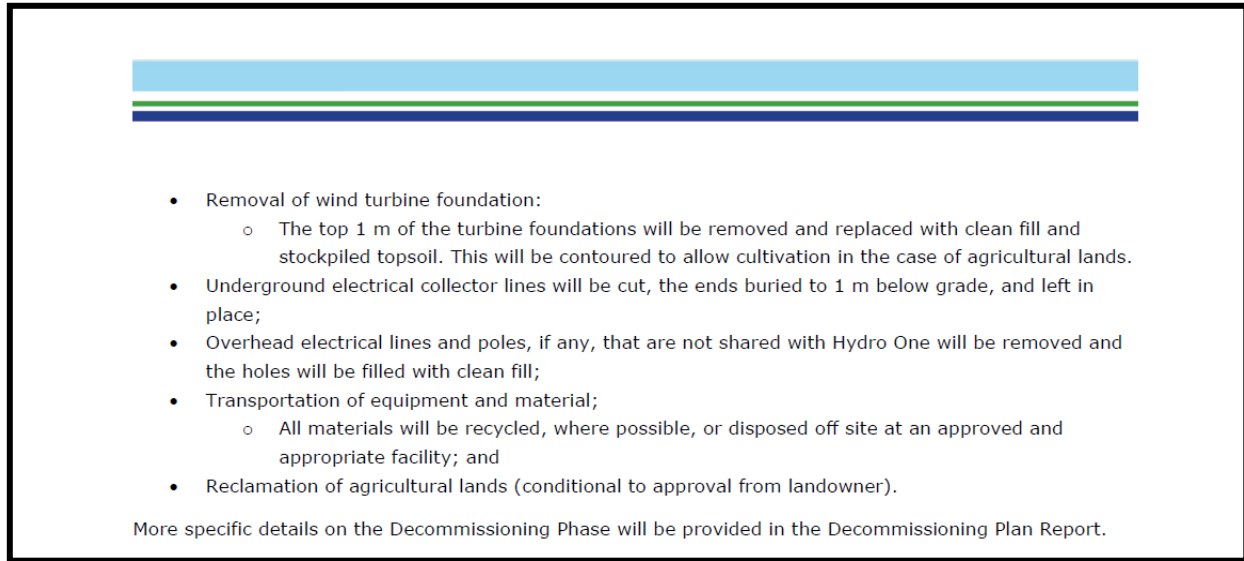 • Removal of wind turbine foundation:
o The top 1 m of the turbine foundations will be removed and replaced with clean fill and
stockpiled topsoil. This will be contoured to allow cultivation in the case of agricultural lands.
• Underground electrical collector lines will be cut, the ends buried to 1 m below grade, and left in
place;
• Overhead electrical lines and poles, if any, that are not shared with Hydro One will be removed and
the holes will be filled with clean fill;
• Transportation of equipment and material;
o All materials will be recycled, where possible, or disposed off site at an approved and
appropriate facility; and
• Reclamation of agricultural lands (conditional to approval from landowner).
More specific details on the Decommissioning Phase will be provided in the Decommissioning Plan Report.